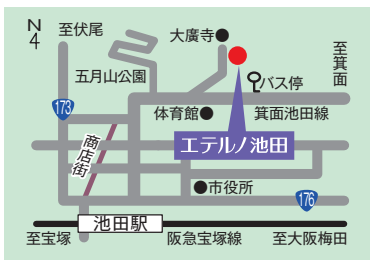 N
4
至伏尾
大廣寺
至箕面
五月山公園
バス停
173
体育館
箕面池田線
エテルノ池田
商店街
市役所
176
池田駅
至宝塚
阪急宝塚線
至大阪梅田